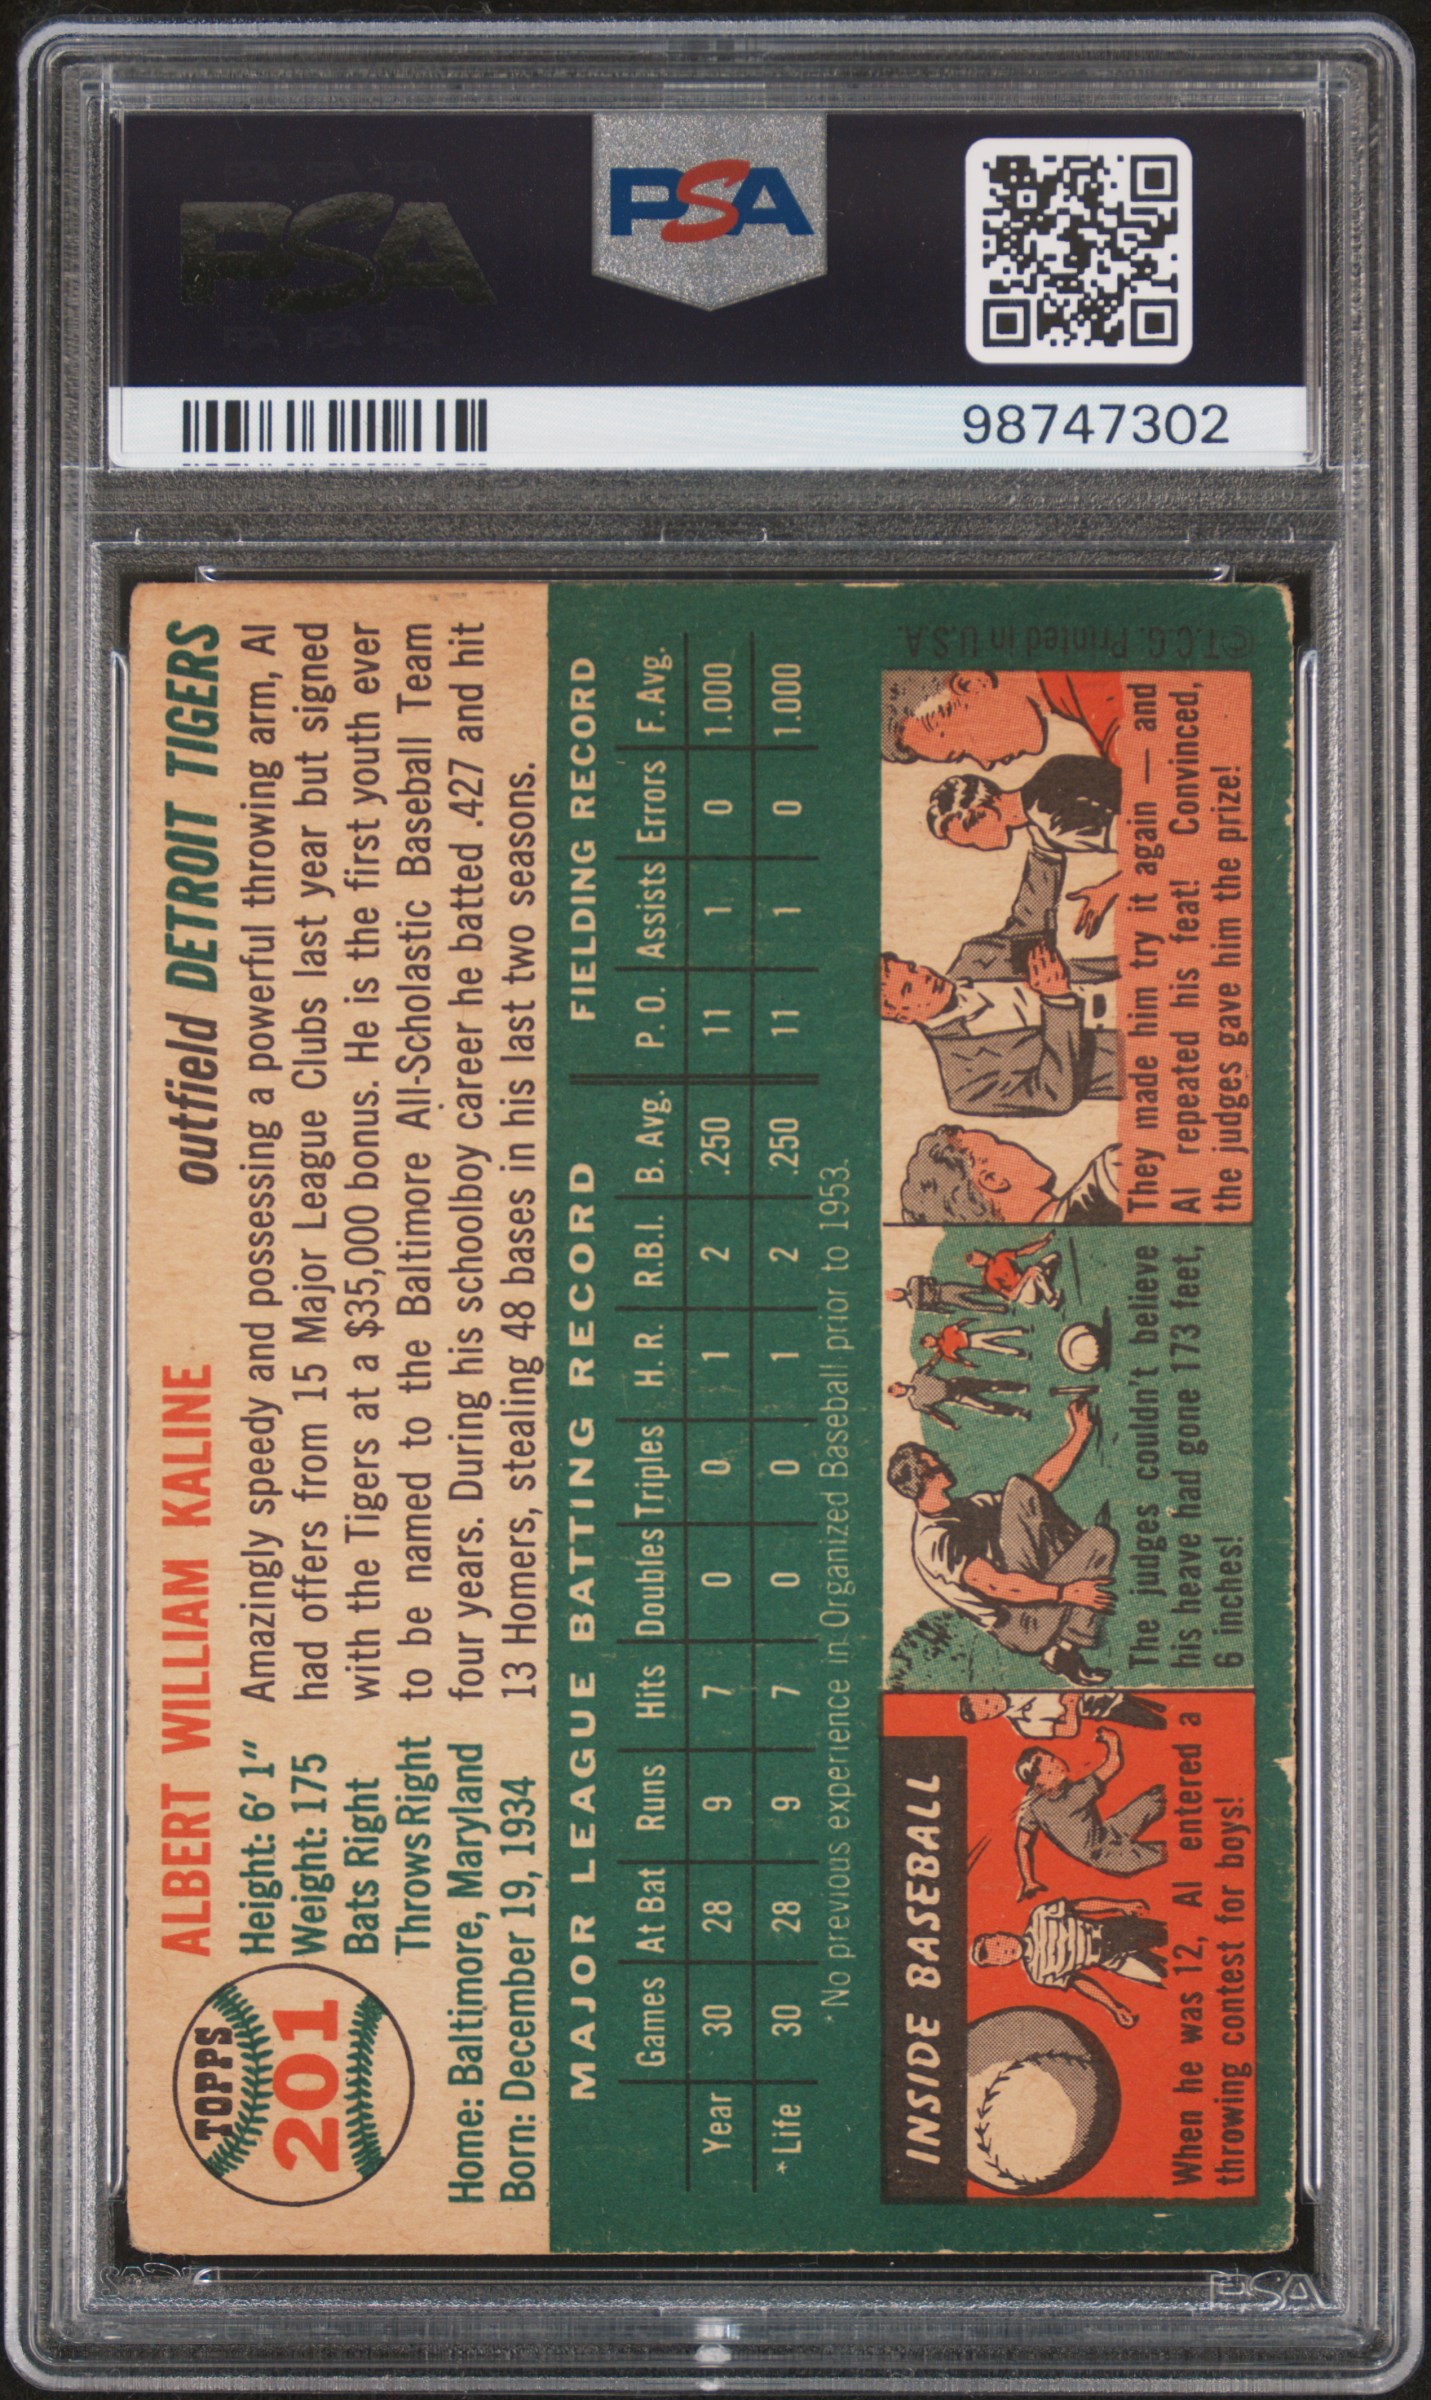 PSA
PSA
98747302
TOPPS
201
ALBERT WILLIAM KALINE
outfield DETROIT TIGERS
Height: 6' 1"
Weight: 175
Bats Right
Throws Right
Home: Baltimore, Maryland
Born: December 19, 1934
Amazingly speedy and possessing a powerful throwing arm, Al
had offers from 15 Major League Clubs last year but signed
with the Tigers at a $35,000 bonus. He is the first youth ever
to be named to the Baltimore All-Scholastic Baseball Team
four years. During his schoolboy career he batted .427 and hit
13 Homers, stealing 48 bases in his last two seasons.
MAJOR LEAGUE BATTING RECORD FIELDING RECORD
Games At Bat Runs Hits Doubles Triples H. R. R.B.I. B. Avg. P. O. Assists Errors F. Avg.
Year 30 28 9 7 0 0 1 2 .250 11 1 0 1.000
*Life 30 28 9 7 0 0 1 2 .250 11 1 0 1.000
*No previous experience in Organized Baseball prior to 1953.
INSIDE BASEBALL
When he was 12, Al entered a
throwing contest for boys!
The judges couldn't believe
his heave had gone 173 feet,
6 inches!
They made him try it again — and
Al repeated his feat! Convinced,
the judges gave him the prize!
©T.C.G. Printed in U.S.A.
PSA